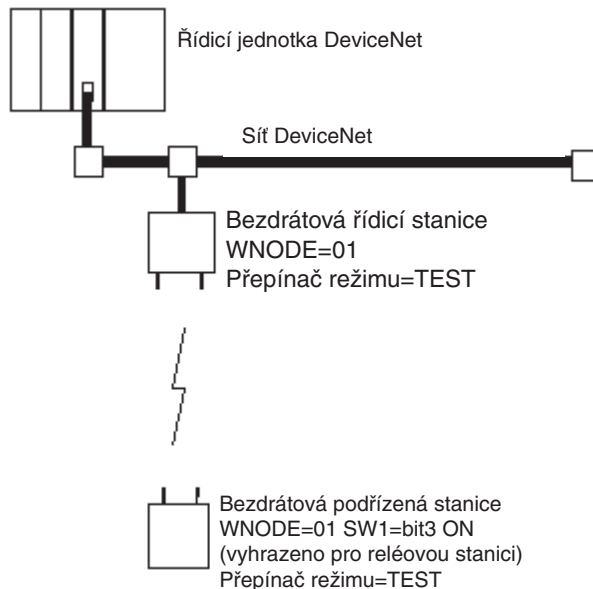 Řídicí jednotka DeviceNet
Síť DeviceNet
Bezdrátová řídicí stanice
WNODE=01
Přepínač režimu=TEST
Bezdrátová podřízená stanice
WNODE=01 SW1=bit3 ON
(vyhrazeno pro reléovou stanici)
Přepínač režimu=TEST